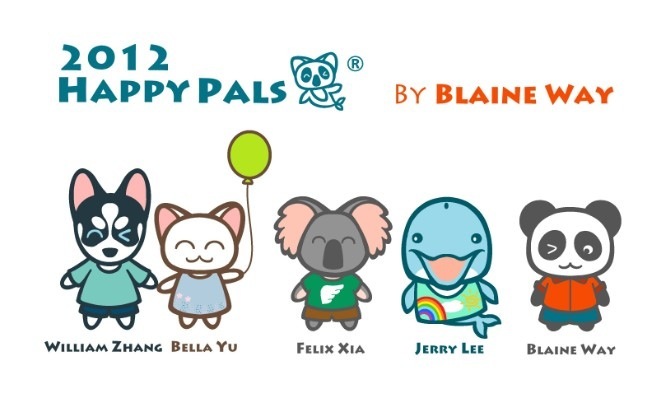 2012
HAPPY PALS ®
BY BLAINE WAY
WILLIAM ZHANG
BELLA YU
FELIX XIA
JERRY LEE
BLAINE WAY